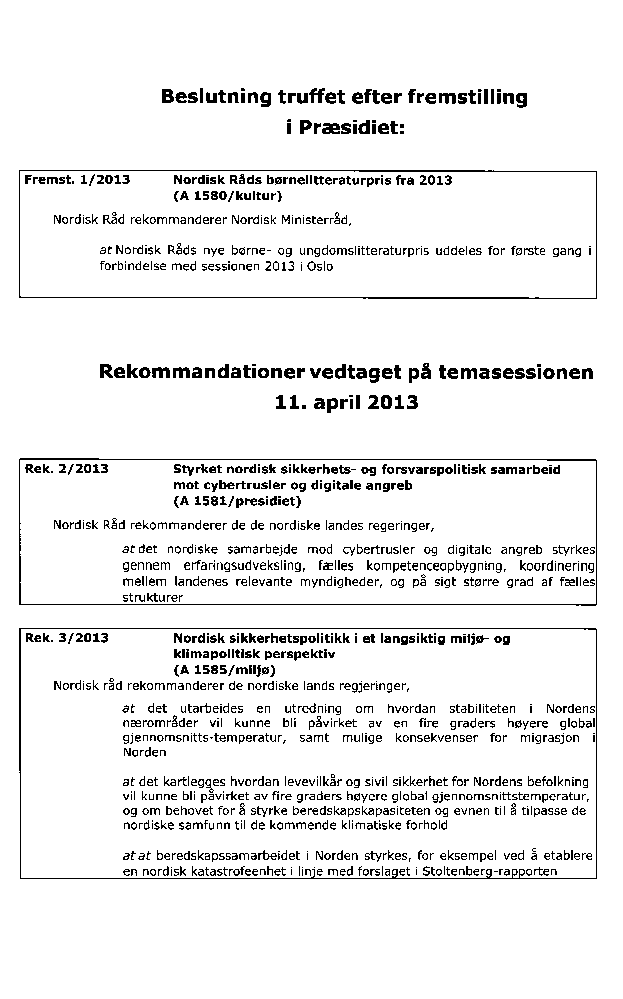 Beslutning truffet efter fremstilling
i Præsidiet:
Fremst. 1/2013 Nordisk Råds børnelitteraturpris fra 2013
(A 1580/kultur)
Nordisk Råd rekommanderer Nordisk Ministerråd,
at Nordisk Råds nye børne- og ungdomslitteraturpris uddeles for første gang i
forbindelse med sessionen 2013 i Oslo
Rekommandationer vedtaget på temasessionen
11. april 2013
Rek. 2/2013 Styrket nordisk sikkerhets- og forsvarspolitisk samarbeid
mot cybertrusler og digitale angreb
(A 1581/presidiet)
Nordisk Råd rekommanderer de de nordiske landes regeringer,
at det nordiske samarbejde mod cybertrusler og digitale angreb styrkes
gennem erfaringsudveksling, fælles kompetenceopbygning, koordinering
mellem landenes relevante myndigheder, og på sigt større grad af fælles
strukturer
Rek. 3/2013 Nordisk sikkerhetspolitikk i et langsiktig miljø- og
klimapolitisk perspektiv
(A 1585/miljø)
Nordisk råd rekommanderer de nordiske lands regjeringer,
at det utarbeides en utredning om hvordan stabiliteten i Nordens
nærområder vil kunne bli påvirket av en fire graders høyere global
gjennomsnitts-temperatur, samt mulige konsekvenser for migrasjon i
Norden
at det kartlegges hvordan levevilkår og sivil sikkerhet for Nordens befolkning
vil kunne bli påvirket av fire graders høyere global gjennomsnittstemperatur,
og om behovet for å styrke beredskapskapasiteten og evnen til å tilpasse de
nordiske samfunn til de kommende klimatiske forhold
at at beredskapssamarbeidet i Norden styrkes, for eksempel ved å etablere
en nordisk katastrofeenhet i linje med forslaget i Stoltenberg-rapporten